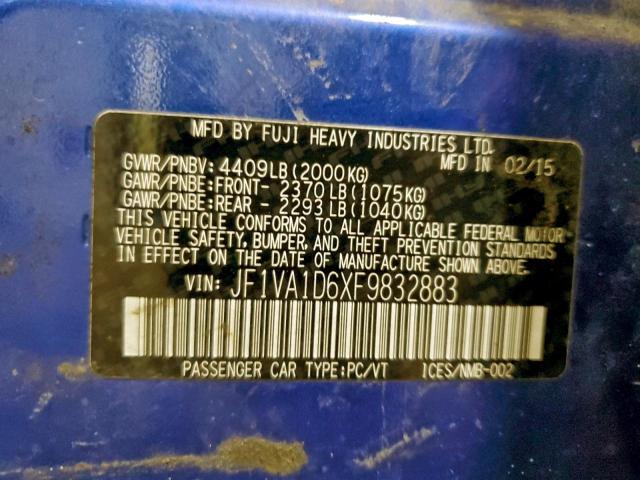 MFD BY FUJI HEAVY INDUSTRIES LTD.
MFD IN 02/15
GVWR/PNBV: 4409LB(2000KG)
GAWR/PNBE:FRONT- 2370LB(1075KG)
GAWR/PNBE:REAR - 2293LB(1040KG)
THIS VEHICLE CONFORMS TO ALL APPLICABLE FEDERAL MOTOR
VEHICLE SAFETY, BUMPER, AND THEFT PREVENTION STANDARDS
IN EFFECT ON THE DATE OF MANUFACTURE SHOWN ABOVE.
VIN: JF1VA1D6XF9832883
PASSENGER CAR TYPE:PC/VT ICES/NMB-002